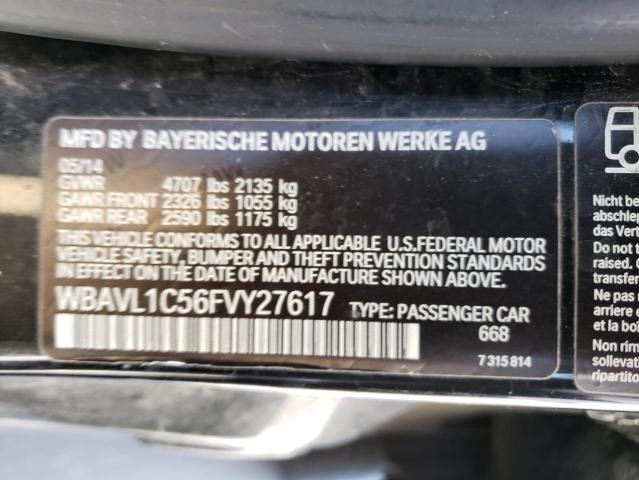 MFD BY BAYERISCHE MOTOREN WERKE AG
05/14
GVWR 4707 lbs 2135 kg
GAWR FRONT 2326 lbs 1055 kg
GAWR REAR 2590 lbs 1175 kg
THIS VEHICLE CONFORMS TO ALL APPLICABLE U.S.FEDERAL MOTOR
VEHICLE SAFETY, BUMPER AND THEFT PREVENTION STANDARDS
IN EFFECT ON THE DATE OF MANUFACTURE SHOWN ABOVE.
WBAVL1C56FVY27617 TYPE: PASSENGER CAR
668
7 315 814
Nicht be
abschlep
das Vert
Do not to
raised. C
transfer
Ne pas r
arriere
et la boi
Non rim
sollevat
ripartito